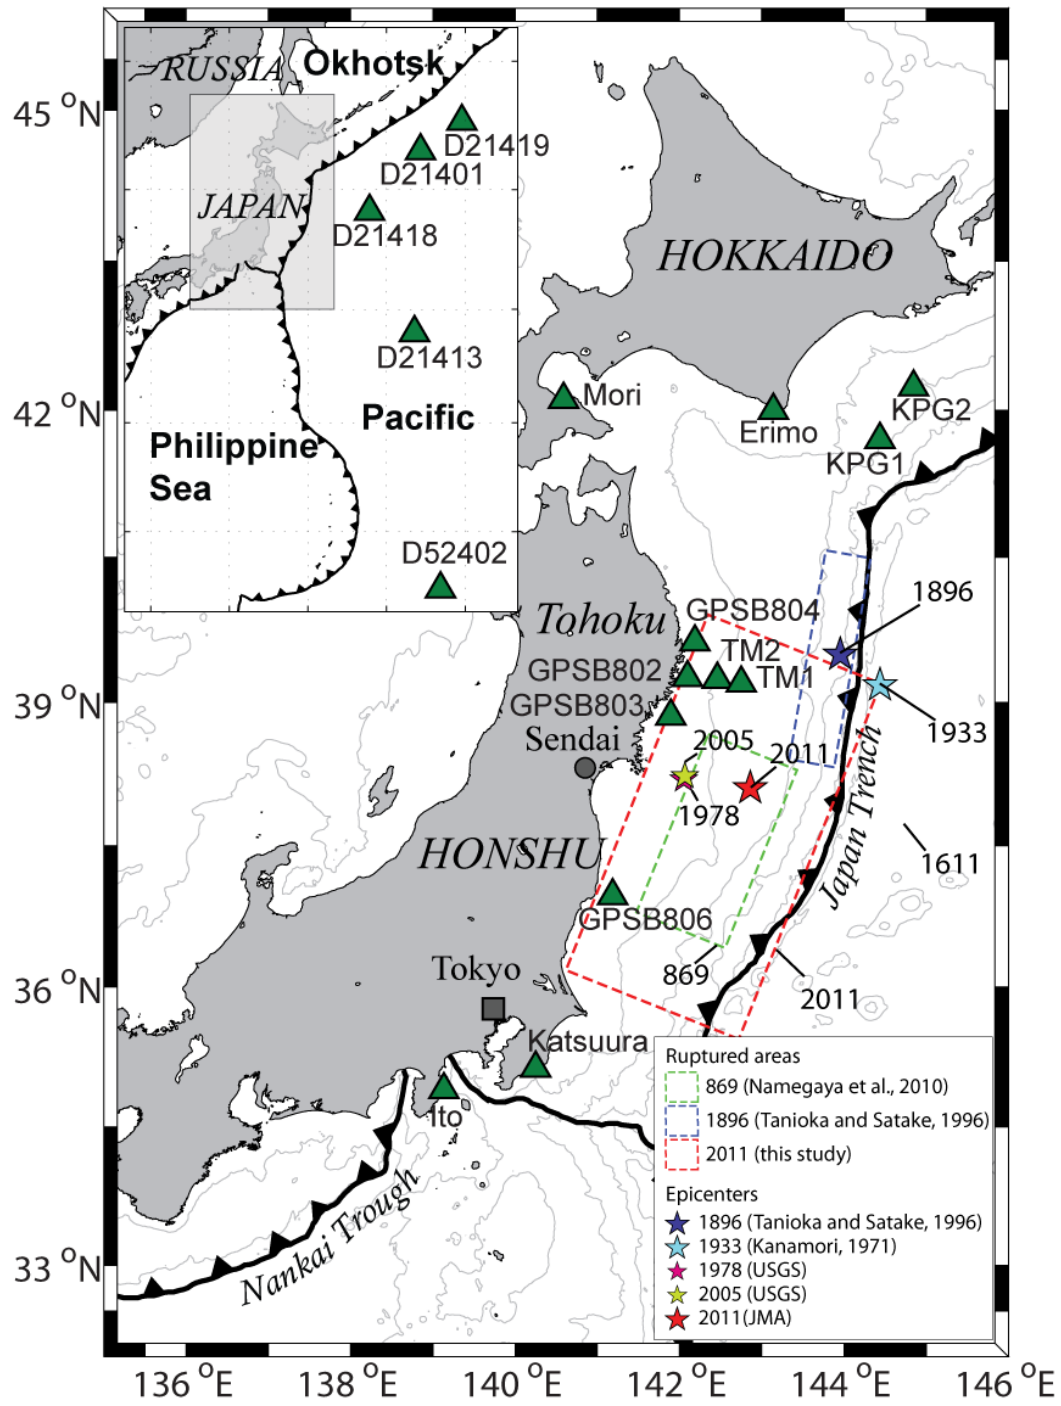 RUSSIA
Okhotsk
D21419
D21401
JAPAN
D21418
D21413
Pacific
Philippine
Sea
D52402
45 °N
42 °N
39 °N
36 °N
33 °N
HOKKAIDO
Mori
Erimo
KPG2
KPG1
1896
Tohoku
GPSB804
TM2
GPSB802
TM1
GPSB803
Sendai
2005
2011
1933
1978
Japan Trench
HONSHU
1611
GPSB806
869
2011
Tokyo
Katsuura
Ito
Nankai Trough
Ruptured areas
869 (Namegaya et al., 2010)
1896 (Tanioka and Satake, 1996)
2011 (this study)
Epicenters
1896 (Tanioka and Satake, 1996)
1933 (Kanamori, 1971)
1978 (USGS)
2005 (USGS)
2011(JMA)
136 °E
138 °E
140 °E
142 °E
144 °E
146 °E